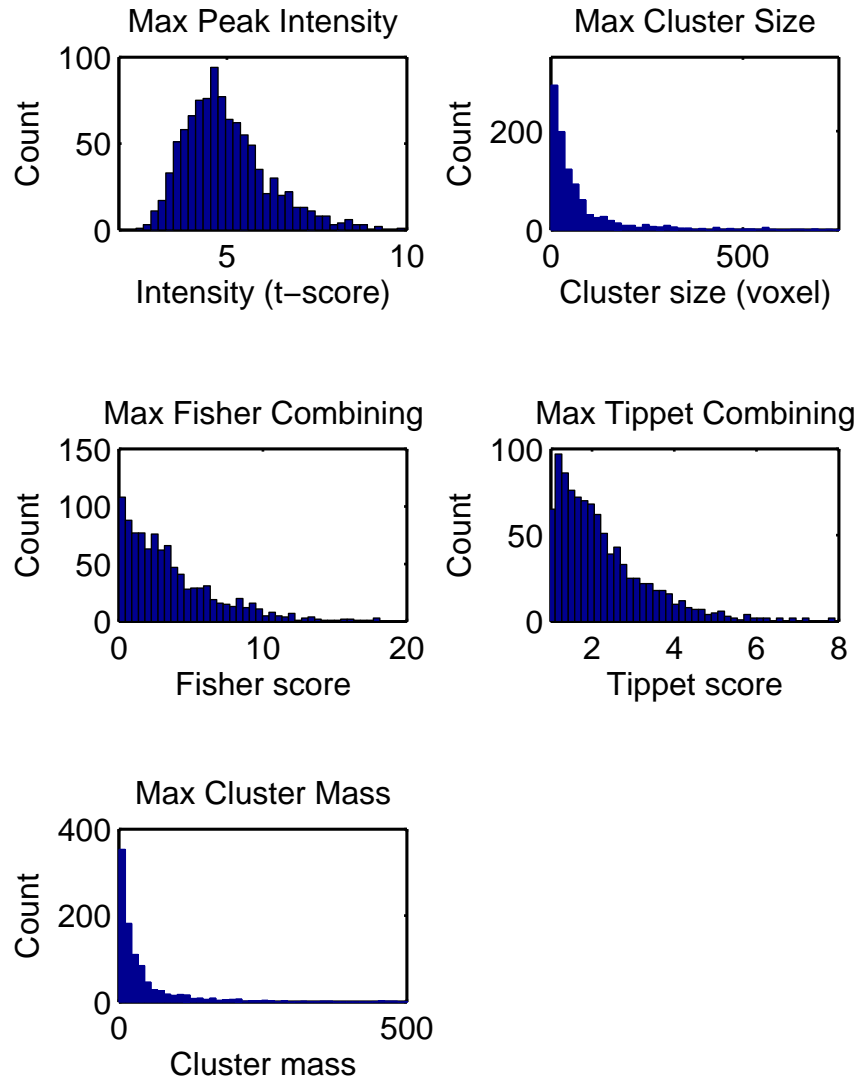 Max Peak Intensity
100
50
0
Count
5
10
Intensity (t−score)
Max Cluster Size
200
0
Count
0
500
Cluster size (voxel)
Max Fisher Combining
150
100
50
0
Count
0
10
20
Fisher score
Max Tippet Combining
100
50
0
Count
2
4
6
8
Tippet score
Max Cluster Mass
400
200
0
Count
0
500
Cluster mass